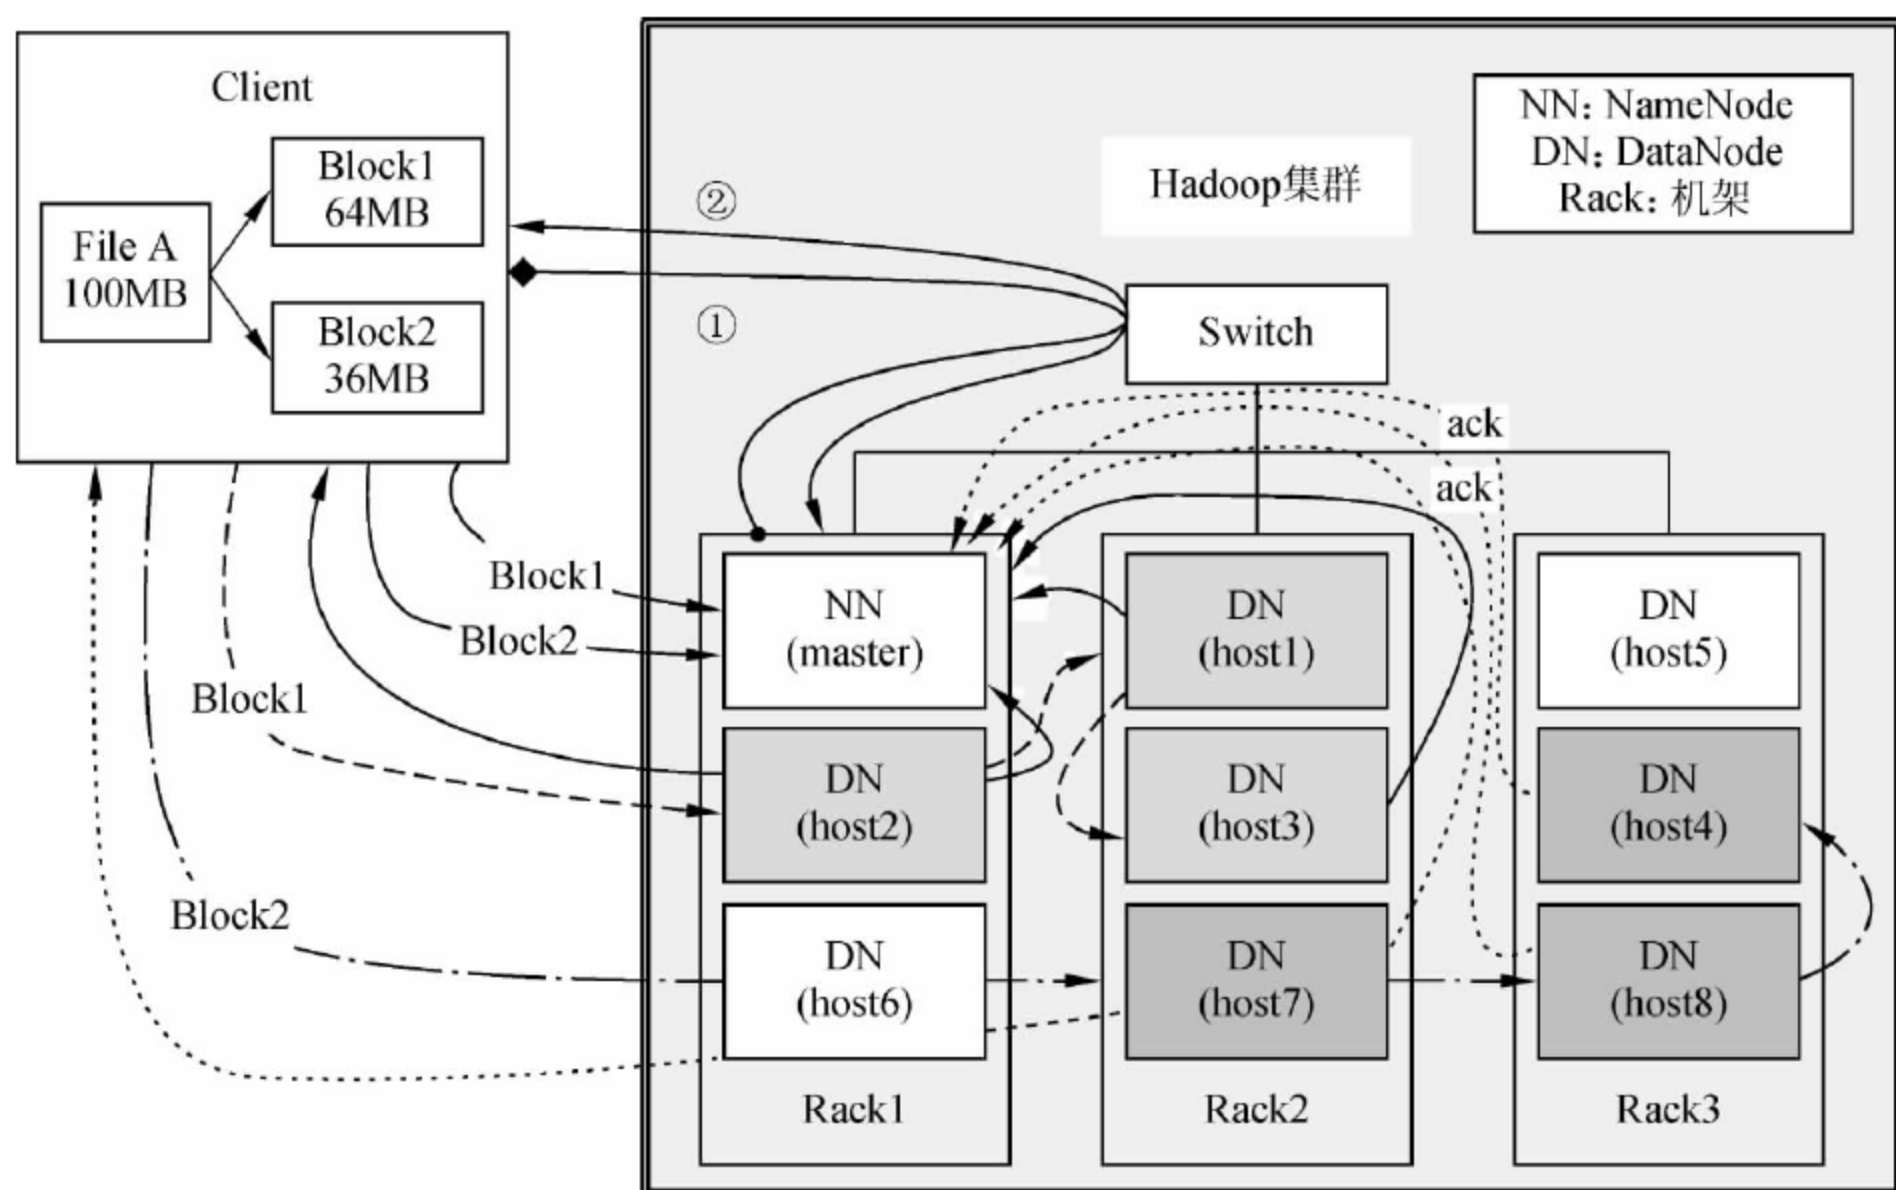 Client
Block1
64MB
File A
100MB
Block2
36MB
②
①
Hadoop集群
NN：NameNode
DN：DataNode
Rack：机架
Switch
ack
ack
Block1
Block2
Block1
Block2
NN
(master)
DN
(host2)
DN
(host6)
Rack1
DN
(host1)
DN
(host3)
DN
(host7)
Rack2
DN
(host5)
DN
(host4)
DN
(host8)
Rack3